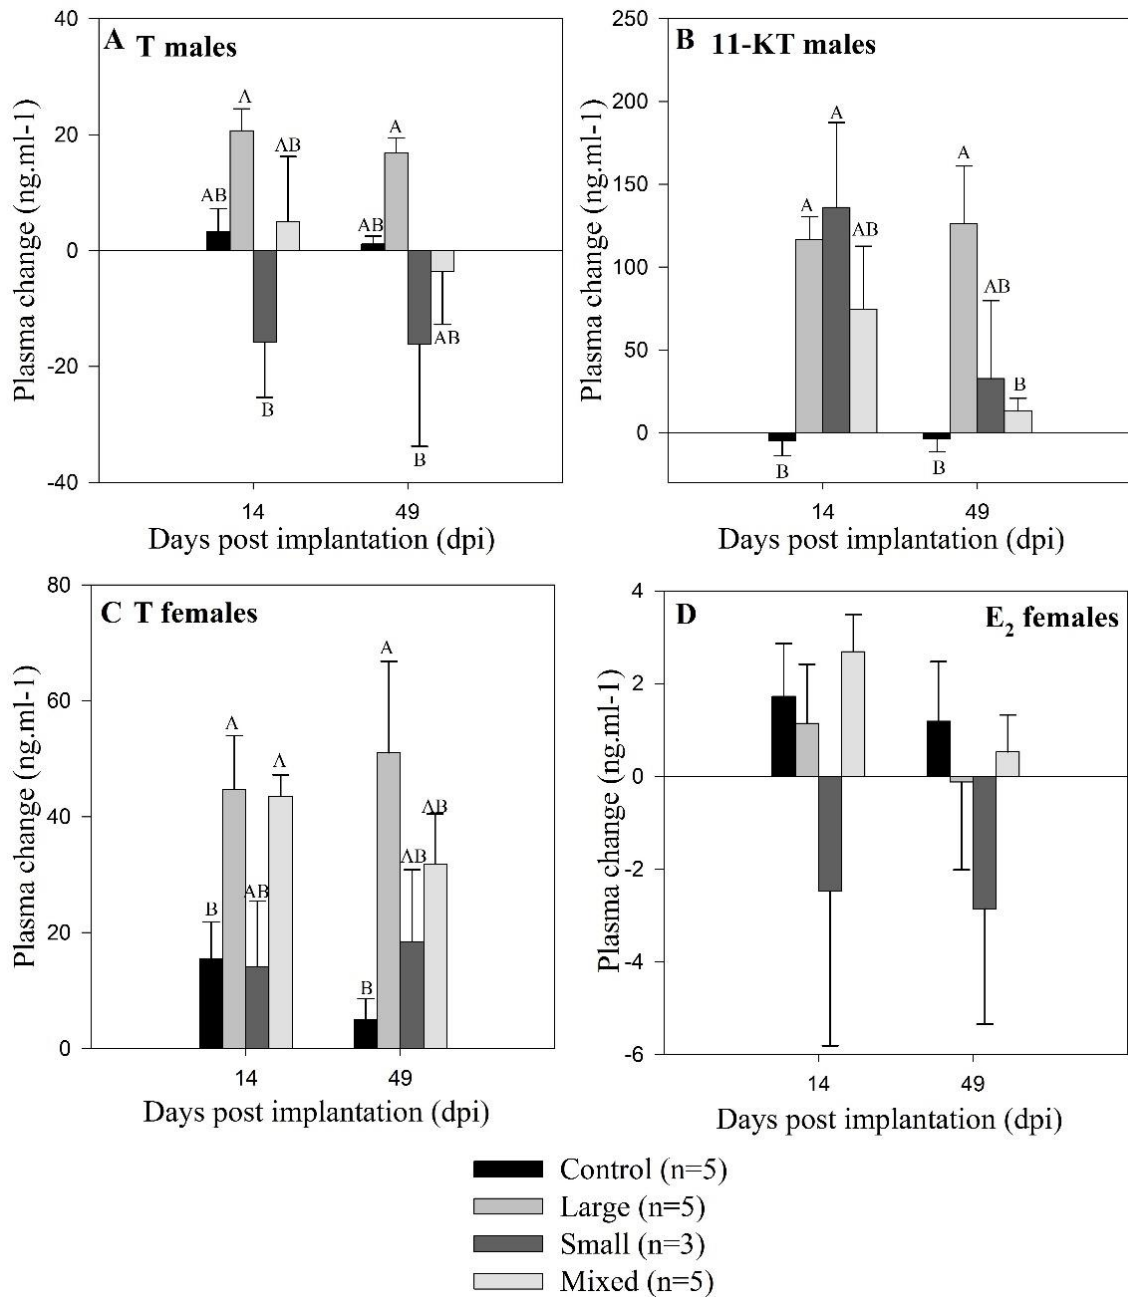 A T males
40
20
0
-20
-40
Plasma change (ng.ml-1)
AB
A
B
AB
AB
A
B
AB
14
49
Days post implantation (dpi)
B 11-KT males
250
200
150
100
50
0
Plasma change (ng.ml-1)
B
A
A
AB
B
A
AB
B
14
49
Days post implantation (dpi)
C T females
80
60
40
20
0
Plasma change (ng.ml-1)
B
A
AB
A
B
A
AB
AB
14
49
Days post implantation (dpi)
D E₂ females
4
2
0
-2
-4
-6
Plasma change (ng.ml-1)
14
49
Days post implantation (dpi)
Control (n=5)
Large (n=5)
Small (n=3)
Mixed (n=5)